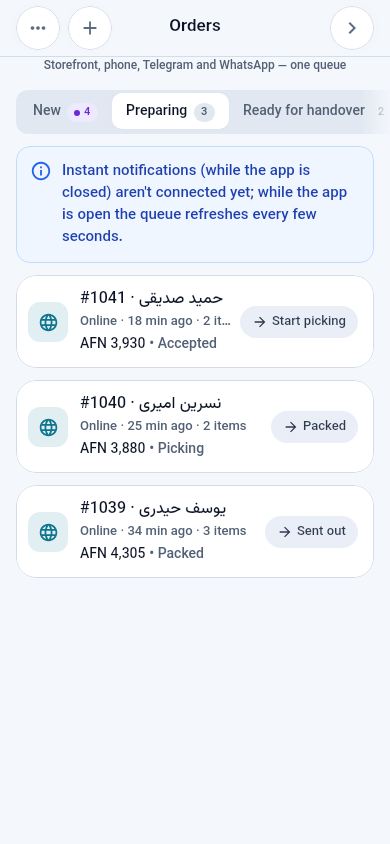 Orders
Storefront, phone, Telegram and WhatsApp — one queue
New 4
Preparing 3
Ready for handover 2
Instant notifications (while the app is
closed) aren't connected yet; while the app
is open the queue refreshes every few
seconds.
#1041 · حمید صدیقی
Online · 18 min ago · 2 it...
AFN 3,930 • Accepted
Start picking
#1040 · نسرین امیری
Online · 25 min ago · 2 items
AFN 3,880 • Picking
Packed
#1039 · یوسف حیدری
Online · 34 min ago · 3 items
AFN 4,305 • Packed
Sent out